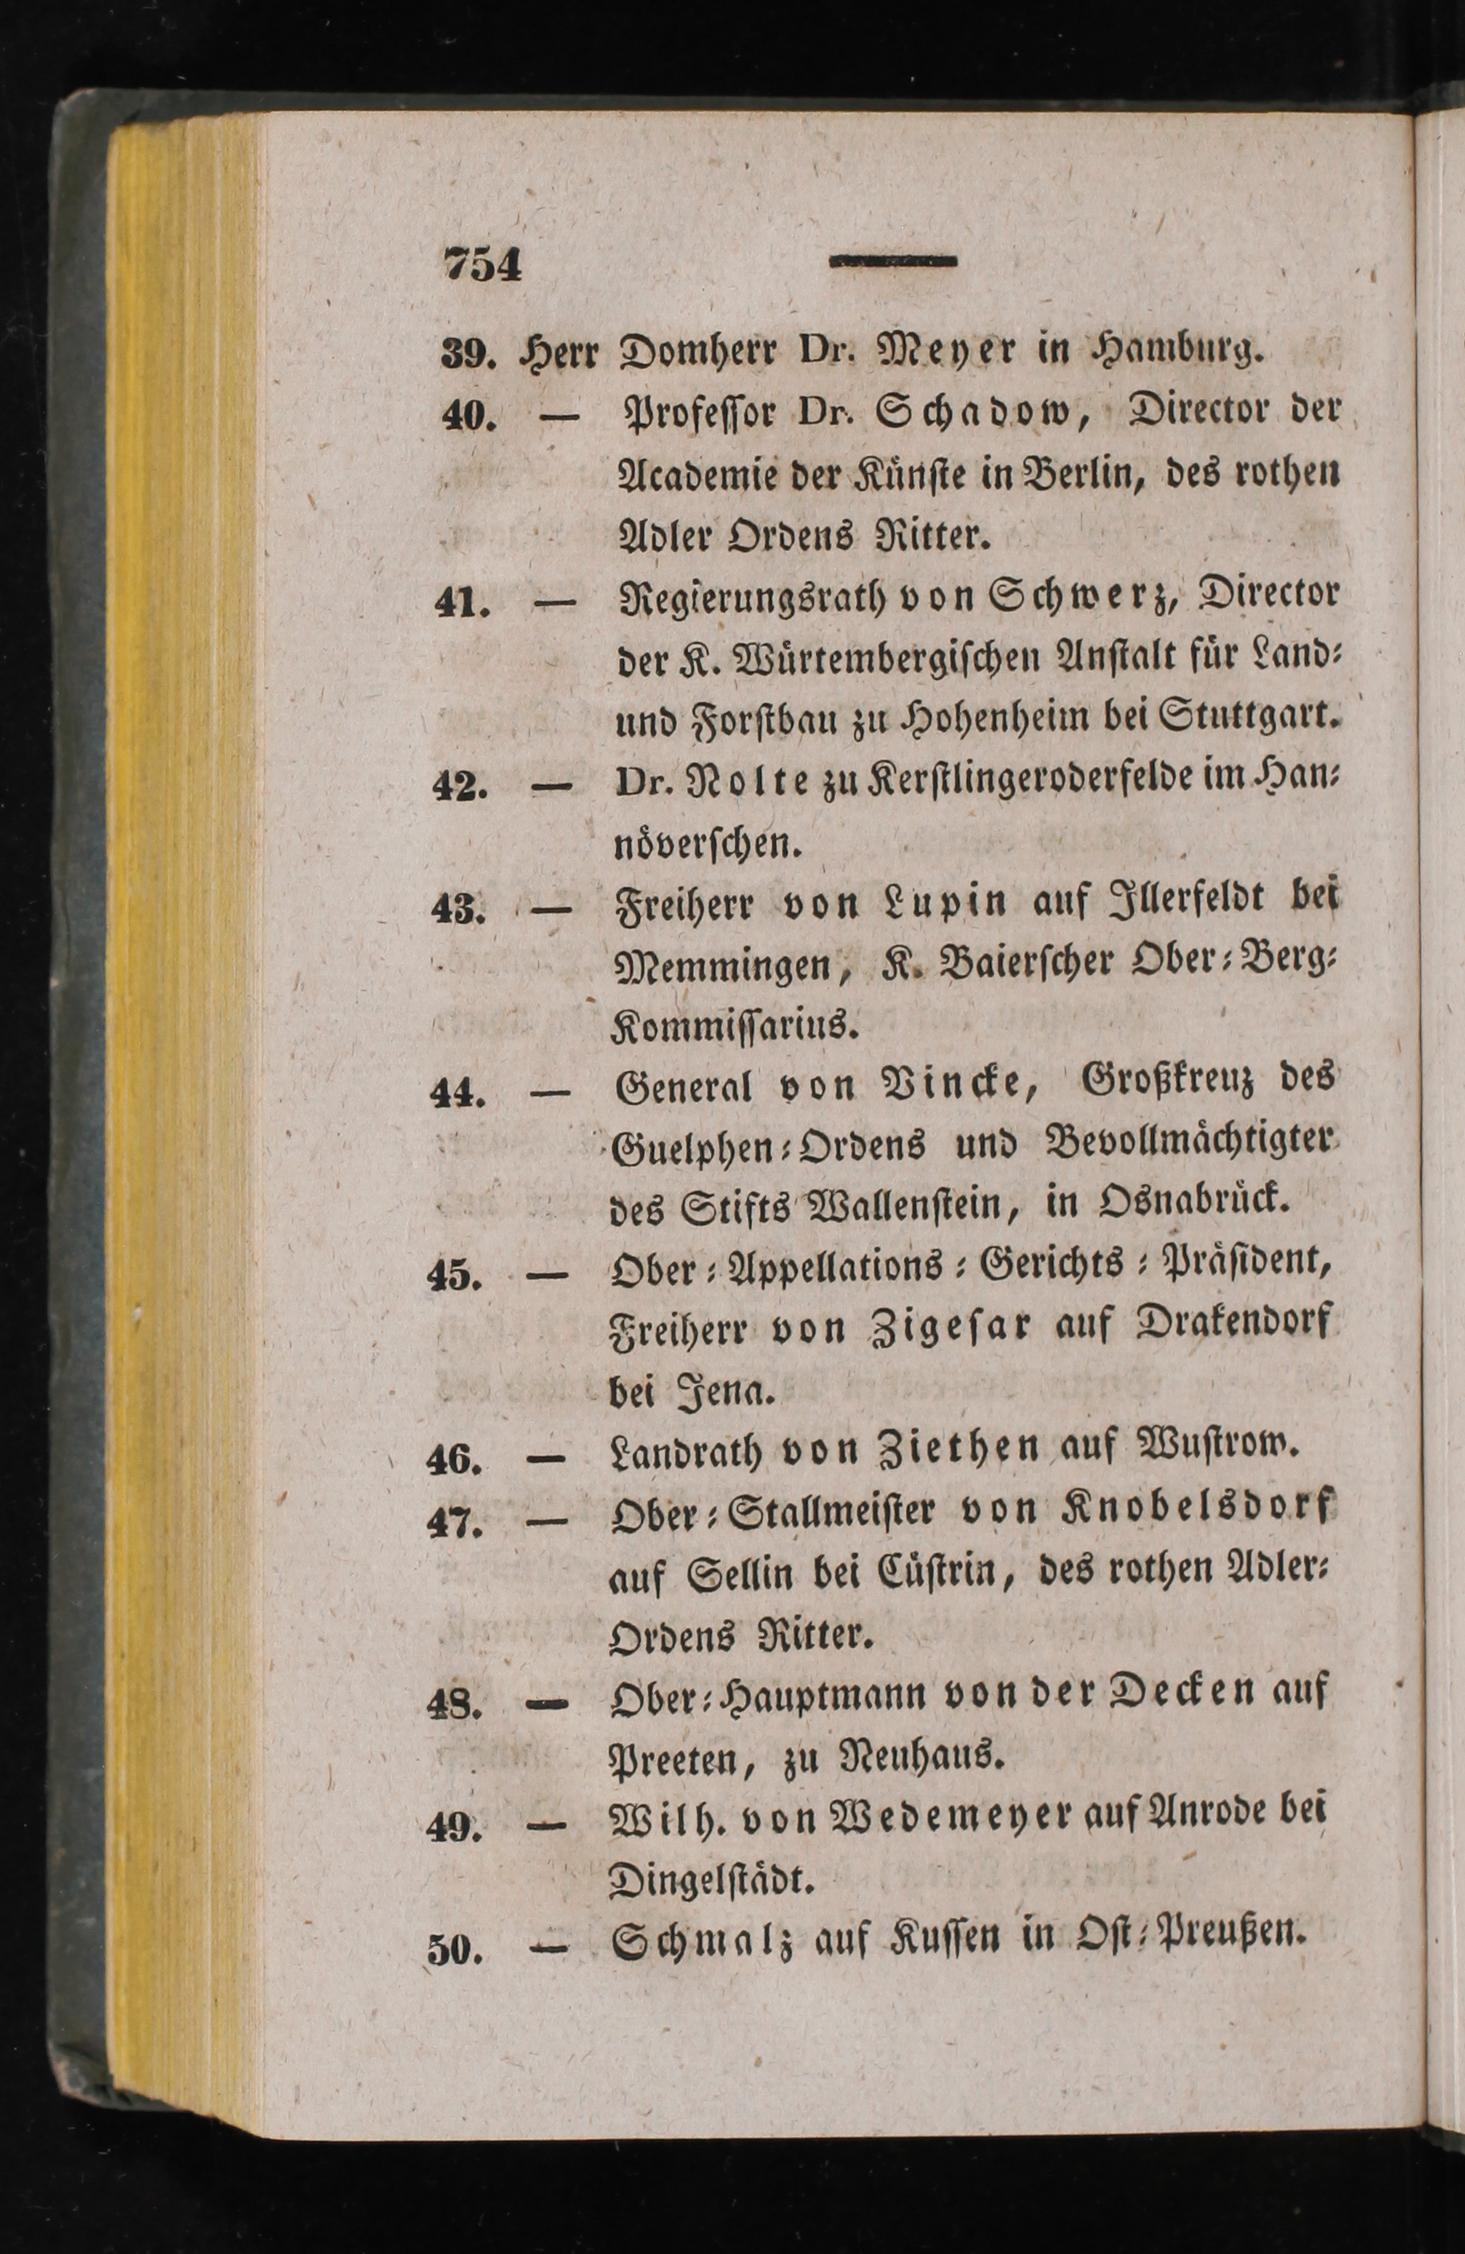 754
39. Herr Domherr Dr. Meyer in Hamburg.
40. — Profeſſor Dr. Schadow, Director der
Academie der Künſte in Berlin, des rothen
Adler Ordens Ritter.
41. — Regierungsrath von Schwerz, Director
der K. Würtembergiſchen Anſtalt für Land⸗
und Forſtbau zu Hohenheim bei Stuttgart.
42. — Dr. Nolte zu Kerſtlingeroderfelde im Han⸗
növerſchen.
43. — Freiherr von Lupin auf Illerfeldt bei
Memmingen, K. Baierſcher Ober⸗Berg⸗
Kommiſſarius.
44. — General von Vincke, Großkreuz des
Guelphen⸗Ordens und Bevollmächtigter
des Stifts Wallenſtein, in Osnabrück.
45. — Ober⸗Appellations⸗Gerichts⸗Präſident,
Freiherr von Zigeſar auf Drakendorf
bei Jena.
46. — Landrath von Ziethen auf Wuſtrow.
47. — Ober⸗Stallmeiſter von Knobelsdorf
auf Sellin bei Cüſtrin, des rothen Adler⸗
Ordens Ritter.
48. — Ober⸗Hauptmann von der Decken auf
Preeten, zu Neuhaus.
49. — Wilh. von Wedemeyer auf Anrode bei
Dingelſtädt.
50. — Schmalz auf Kuſſen in Oſt⸗Preußen.